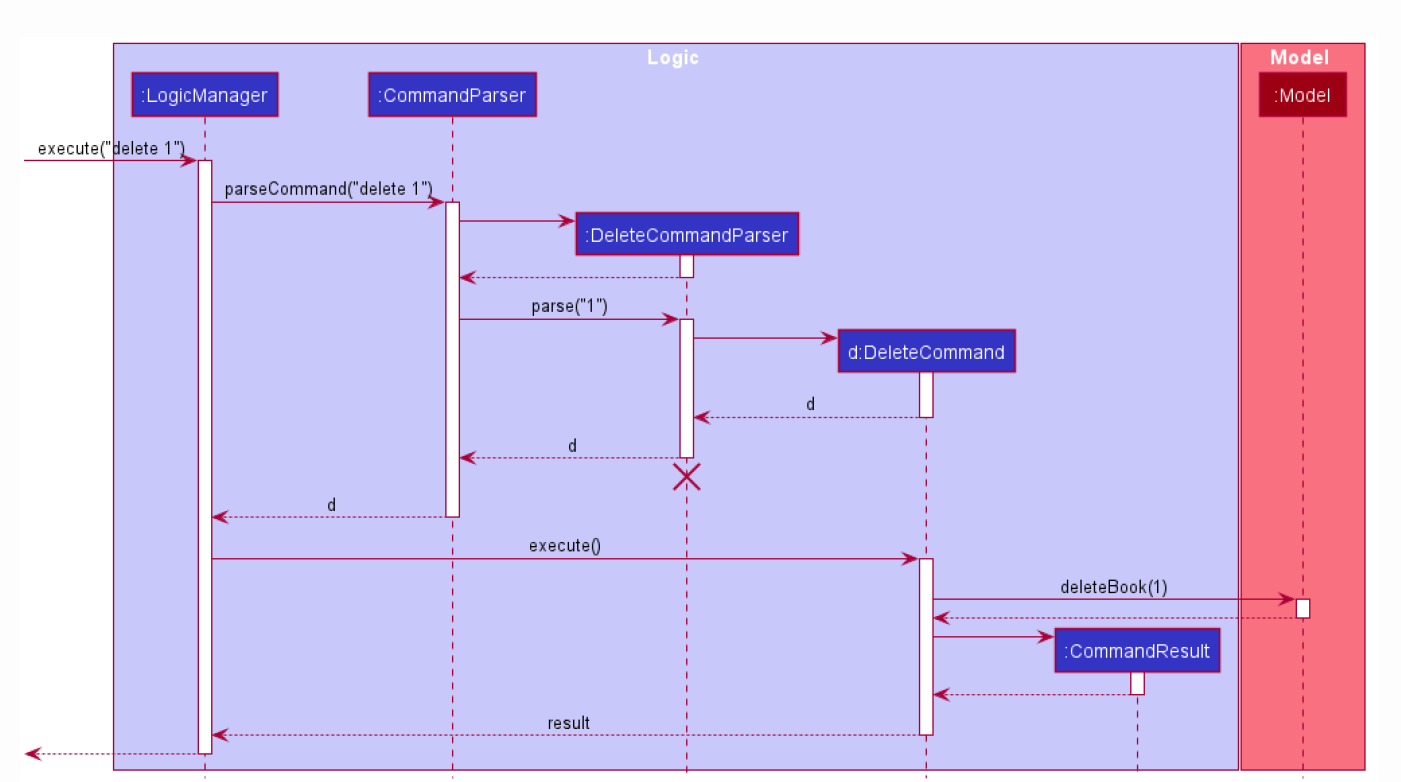 Logic
Model
:LogicManager
:CommandParser
:Model
execute("delete 1")
parseCommand("delete 1")
:DeleteCommandParser
parse("1")
d:DeleteCommand
d
d
d
execute()
deleteBook(1)
:CommandResult
result